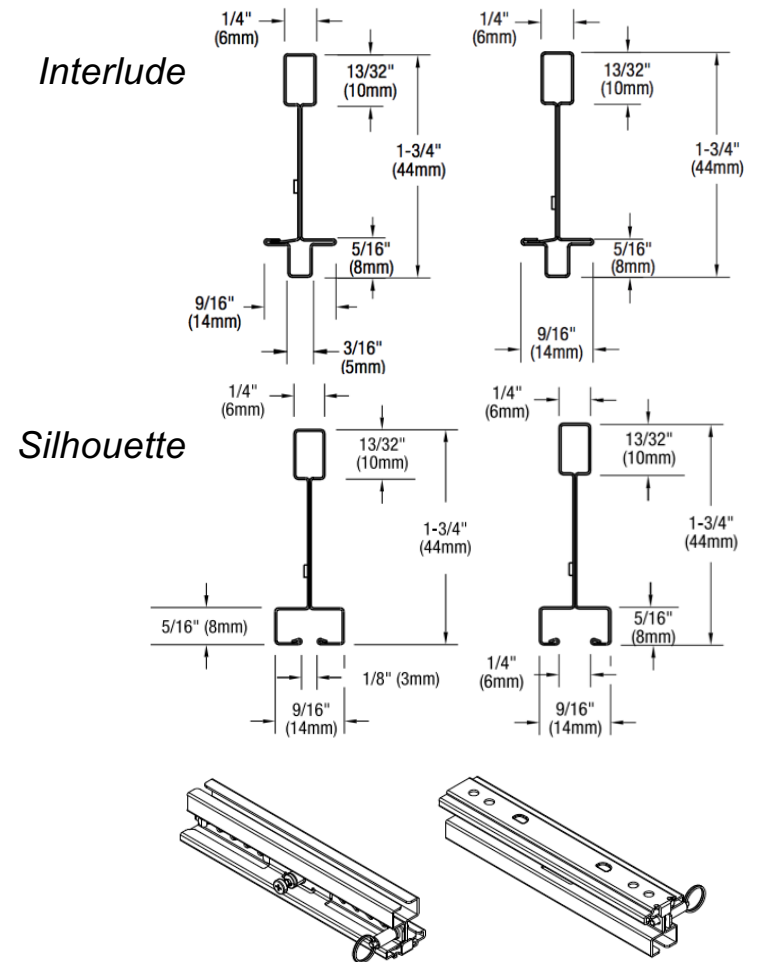 1/4"
(6mm)
1/4"
(6mm)
Interlude
13/32"
(10mm)
13/32"
(10mm)
1-3/4"
(44mm)
1-3/4"
(44mm)
5/16"
(8mm)
5/16"
(8mm)
9/16"
(14mm)
9/16"
(14mm)
3/16"
(5mm)
1/4"
(6mm)
1/4"
(6mm)
Silhouette
13/32"
(10mm)
13/32"
(10mm)
1-3/4"
(44mm)
1-3/4"
(44mm)
5/16" (8mm)
5/16"
(8mm)
1/8" (3mm)
1/4"
(6mm)
9/16"
(14mm)
9/16"
(14mm)